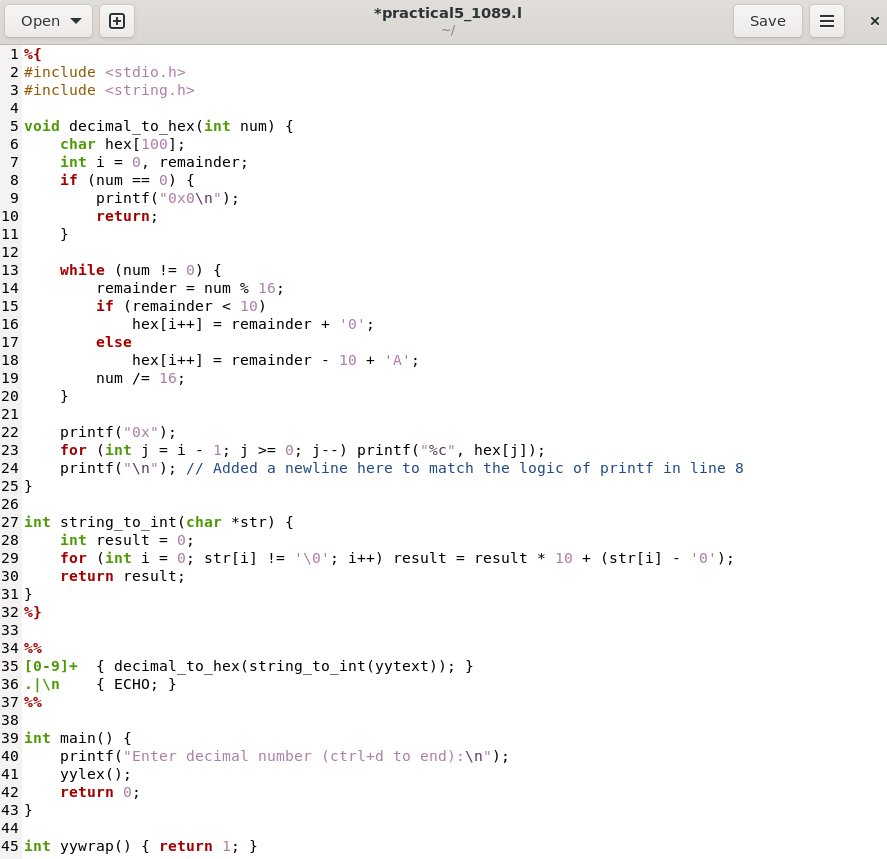 Open
*practical5_1089.l
~/
Save
1 %{
2 #include <stdio.h>
3 #include <string.h>
4
5 void decimal_to_hex(int num) {
6     char hex[100];
7     int i = 0, remainder;
8     if (num == 0) {
9         printf("0x0\n");
10         return;
11     }
12
13     while (num != 0) {
14         remainder = num % 16;
15         if (remainder < 10)
16             hex[i++] = remainder + '0';
17         else
18             hex[i++] = remainder - 10 + 'A';
19         num /= 16;
20     }
21
22     printf("0x");
23     for (int j = i - 1; j >= 0; j--) printf("%c", hex[j]);
24     printf("\n"); // Added a newline here to match the logic of printf in line 8
25 }
26
27 int string_to_int(char *str) {
28     int result = 0;
29     for (int i = 0; str[i] != '\0'; i++) result = result * 10 + (str[i] - '0');
30     return result;
31 }
32 %}
33
34 %%
35 [0-9]+  { decimal_to_hex(string_to_int(yytext)); }
36 .|\n    { ECHO; }
37 %%
38
39 int main() {
40     printf("Enter decimal number (ctrl+d to end):\n");
41     yylex();
42     return 0;
43 }
44
45 int yywrap() { return 1; }